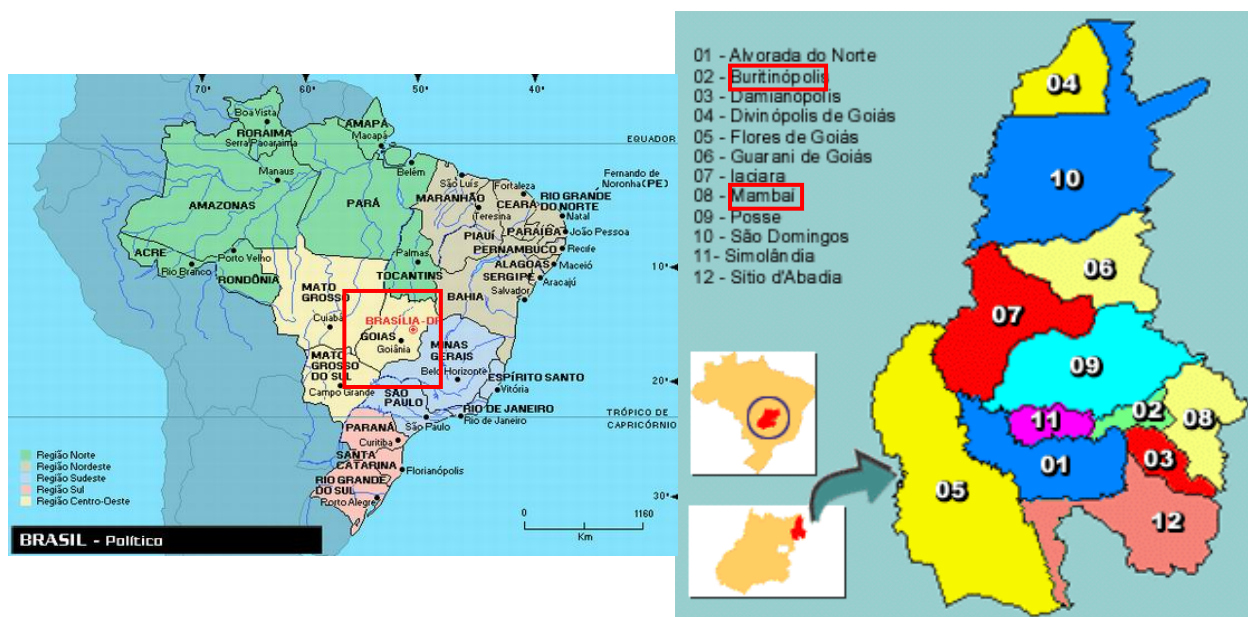 70°
60°
50°
40°
Boa Vista
RORAIMA
Serra Pacaraima
AMAPÁ
Macapá
EQUADOR
0°
Manaus
Belém
São Luís
Fortaleza
Fernando de
Noronha(PE)
AMAZONAS
PARÁ
MARANHÃO
CEARÁ
RIO GRANDE
DO NORTE
Teresina
Natal
PARAÍBA
João Pessoa
PIAUÍ
PERNAMBUCO
Recife
ACRE
Rio Branco
Porto Velho
RONDÔNIA
Palmas
TOCANTINS
ALAGOAS
Maceió
SERGIPE
Aracajú
10°
MATO
GROSSO
BAHIA
Salvador
Cuiabá
BRASÍLIA-DF
GOIÁS
Goiânia
MINAS
GERAIS
Belo Horizonte
MATO
GROSSO
DO SUL
Campo Grande
ESPÍRITO SANTO
Vitória
20°
SÃO
PAULO
São Paulo
RIO DE JANEIRO
Rio de Janeiro
TRÓPICO DE
CAPRICÓRNIO
PARANÁ
Curitiba
SANTA
CATARINA
Florianópolis
RIO GRANDE
DO SUL
Porto Alegre
30°
Região Norte
Região Nordeste
Região Sudeste
Região Sul
Região Centro-Oeste
0
1160
Km
BRASIL - Político
01 - Alvorada do Norte
02 - Buritinópolis
03 - Damianópolis
04 - Divinópolis de Goiás
05 - Flores de Goiás
06 - Guarani de Goiás
07 - Iaciara
08 - Mambaí
09 - Posse
10 - São Domingos
11- Simolândia
12 - Sítio d'Abadia
04
10
06
07
09
11
02
08
01
03
05
12